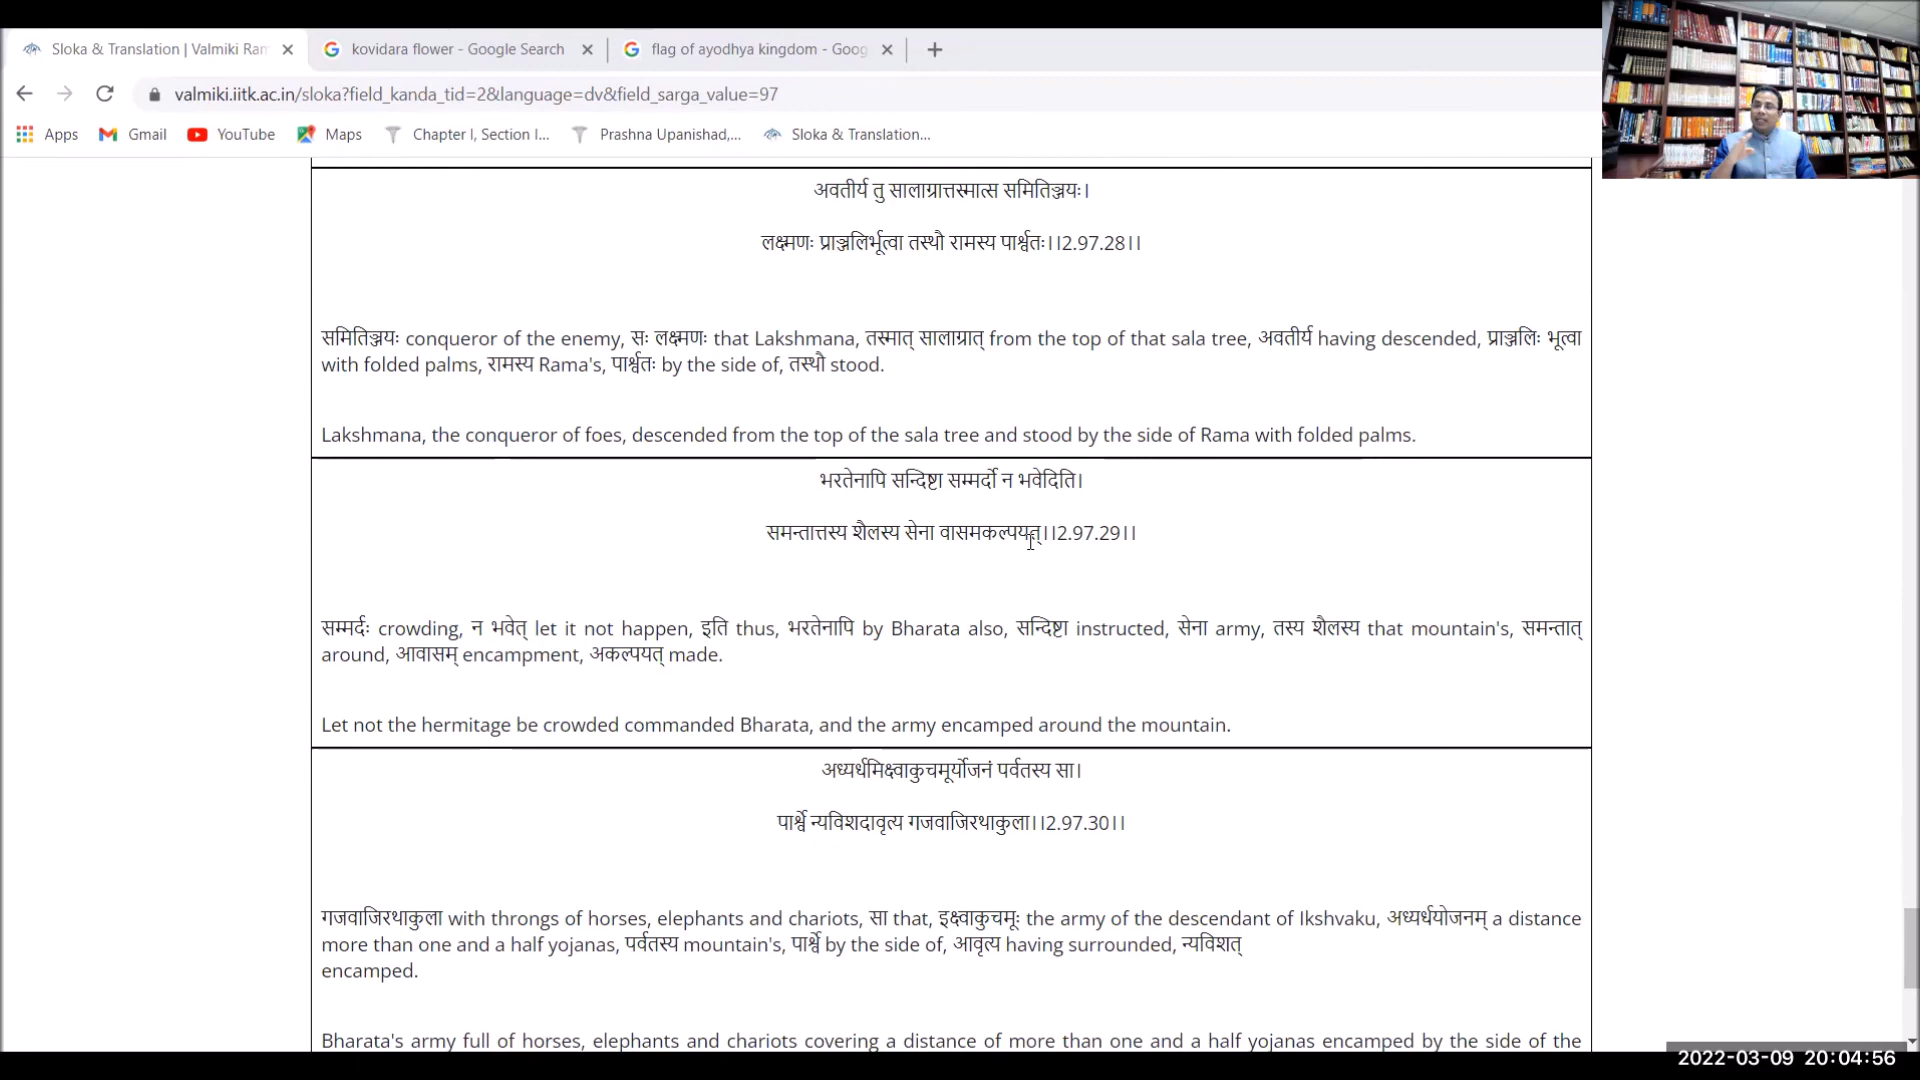 Sloka & Translation | Valmiki Ram
kovidara flower - Google Search
flag of ayodhya kingdom - Goog
valmiki.iitk.ac.in/sloka?field_kanda_tid=2&language=dv&field_sarga_value=97
Apps
Gmail
YouTube
Maps
Chapter I, Section I...
Prashna Upanishad,...
Sloka & Translation...
अवतीर्य तु सालाग्रात्तस्मात्स समितिञ्जयः।
लक्ष्मणः प्राञ्जलिर्भूत्वा तस्थौ रामस्य पार्श्वतः।।2.97.28।।
समितिञ्जयः conqueror of the enemy, सः लक्ष्मणः that Lakshmana, तस्मात् सालाग्रात् from the top of that sala tree, अवतीर्य having descended, प्राञ्जलिः भूत्वा
with folded palms, रामस्य Rama's, पार्श्वतः by the side of, तस्थौ stood.
Lakshmana, the conqueror of foes, descended from the top of the sala tree and stood by the side of Rama with folded palms.
भरतेनापि सन्दिष्टा सम्मर्दो न भवेदिति।
समन्तात्तस्य शैलस्य सेना वासमकल्पयत्।।2.97.29।।
सम्मर्दः crowding, न भवेत् let it not happen, इति thus, भरतेनापि by Bharata also, सन्दिष्टा instructed, सेना army, तस्य शैलस्य that mountain's, समन्तात्
around, आवासम् encampment, अकल्पयत् made.
Let not the hermitage be crowded commanded Bharata, and the army encamped around the mountain.
अध्यर्धमिक्ष्वाकुचमूर्योजनं पर्वतस्य सा।
पार्श्वे न्यविशदावृत्य गजवाजिरथाकुला।।2.97.30।।
गजवाजिरथाकुला with throngs of horses, elephants and chariots, सा that, इक्ष्वाकुचमूः the army of the descendant of Ikshvaku, अध्यर्धयोजनम् a distance
more than one and a half yojanas, पर्वतस्य mountain's, पार्श्वे by the side of, आवृत्य having surrounded, न्यविशत्
encamped.
Bharata's army full of horses, elephants and chariots covering a distance of more than one and a half yojanas encamped by the side of the
2022-03-09 20:04:56